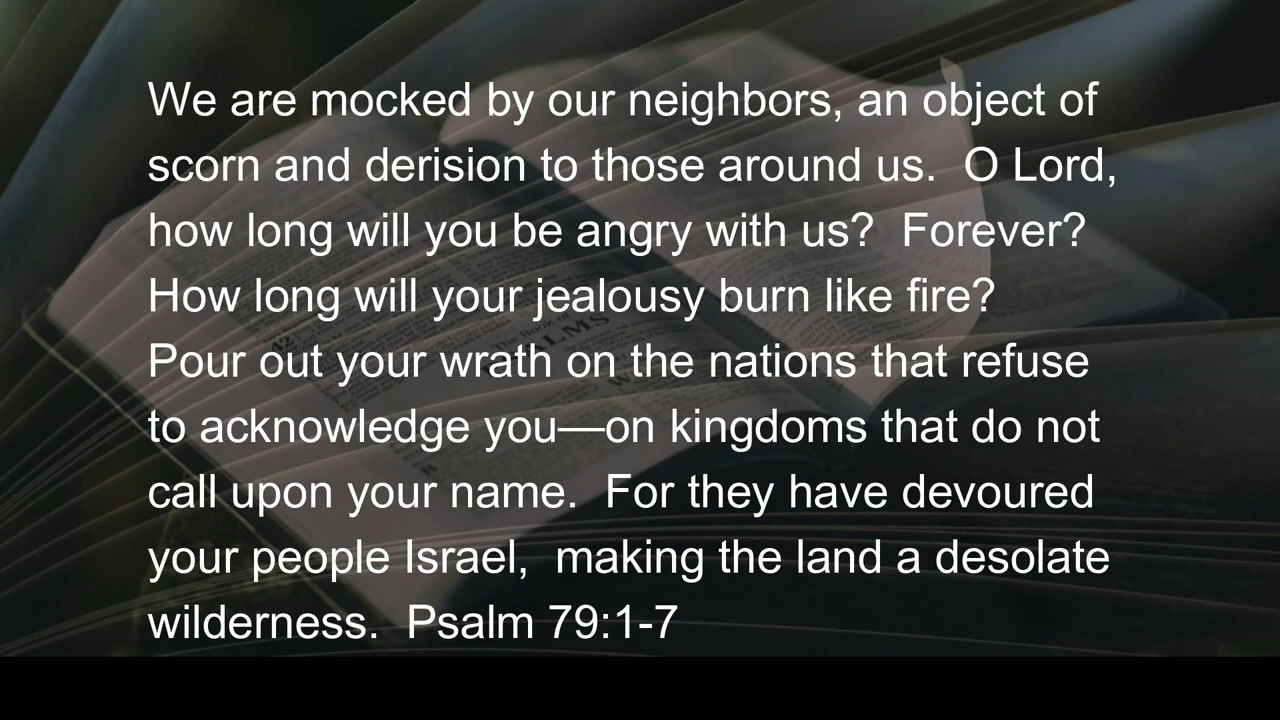 We are mocked by our neighbors, an object of
scorn and derision to those around us.  O Lord,
how long will you be angry with us?  Forever?
How long will your jealousy burn like fire?
Pour out your wrath on the nations that refuse
to acknowledge you—on kingdoms that do not
call upon your name.  For they have devoured
your people Israel,  making the land a desolate
wilderness.  Psalm 79:1-7